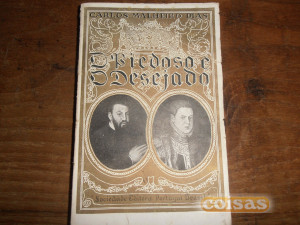 CARLOS MALHEIRO DIAS
O Piedoso e
O Desejado
coisas